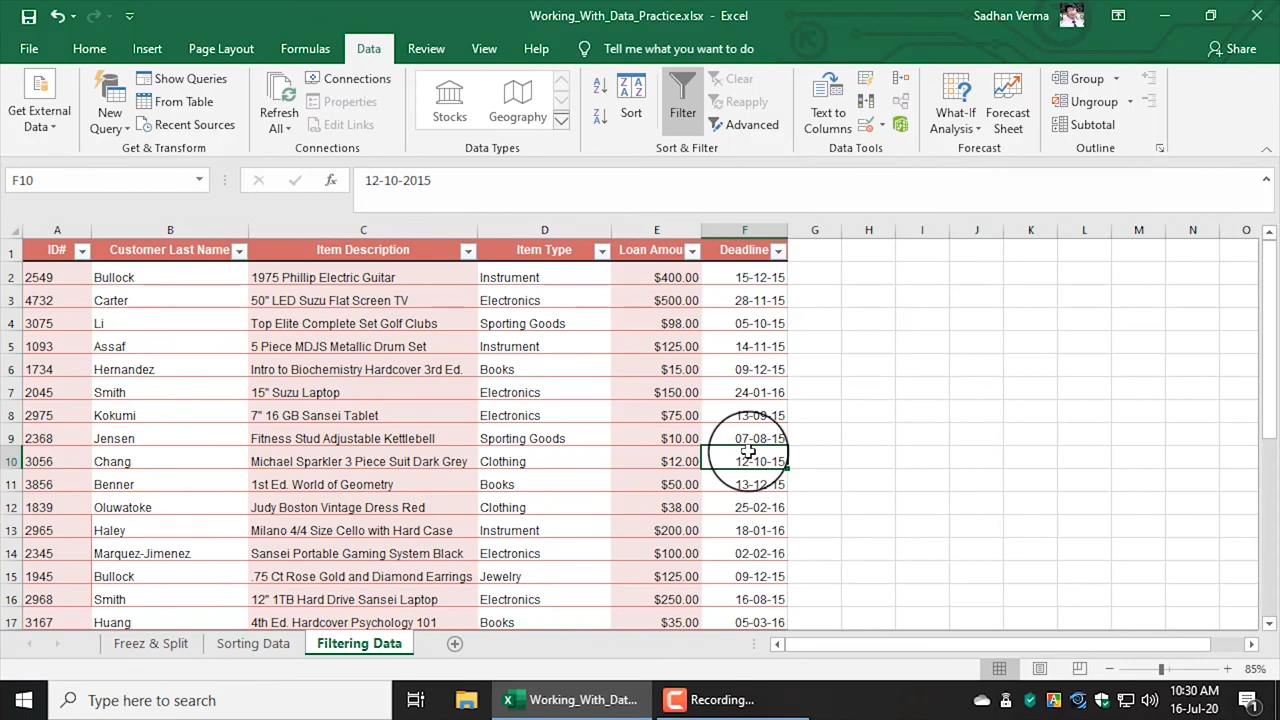 Working_With_Data_Practice.xlsx - Excel
Sadhan Verma
File Home Insert Page Layout Formulas Data Review View Help Tell me what you want to do Share
Get External Data
New Query
Show Queries
From Table
Recent Sources
Get & Transform
Refresh All
Connections
Properties
Edit Links
Connections
Stocks
Geography
Data Types
Sort
Filter
Clear
Reapply
Advanced
Sort & Filter
Text to Columns
Data Tools
What-If Analysis
Forecast Sheet
Forecast
Group
Ungroup
Subtotal
Outline
F10 fx 12-10-2015
A B C D E F G H I J K L M N O
1 ID# Customer Last Name Item Description Item Type Loan Amou Deadline
2 2549 Bullock 1975 Phillip Electric Guitar Instrument $400.00 15-12-15
3 4732 Carter 50" LED Suzu Flat Screen TV Electronics $500.00 28-11-15
4 3075 Li Top Elite Complete Set Golf Clubs Sporting Goods $98.00 05-10-15
5 1093 Assaf 5 Piece MDJS Metallic Drum Set Instrument $125.00 14-11-15
6 1734 Hernandez Intro to Biochemistry Hardcover 3rd Ed. Books $15.00 09-12-15
7 2045 Smith 15" Suzu Laptop Electronics $150.00 24-01-16
8 2975 Kokumi 7" 16 GB Sansei Tablet Electronics $75.00 13-09-15
9 2368 Jensen Fitness Stud Adjustable Kettlebell Sporting Goods $10.00 07-08-15
10 3056 Chang Michael Sparkler 3 Piece Suit Dark Grey Clothing $12.00 12-10-15
11 3856 Benner 1st Ed. World of Geometry Books $50.00 13-12-15
12 1839 Oluwatoke Judy Boston Vintage Dress Red Clothing $38.00 25-02-16
13 2965 Haley Milano 4/4 Size Cello with Hard Case Instrument $200.00 18-01-16
14 2345 Marquez-Jimenez Sansei Portable Gaming System Black Electronics $100.00 02-02-16
15 1945 Bullock .75 Ct Rose Gold and Diamond Earrings Jewelry $125.00 09-12-15
16 2968 Smith 12" 1TB Hard Drive Sansei Laptop Electronics $250.00 16-08-15
17 3167 Huang 4th Ed. Hardcover Psychology 101 Books $35.00 05-03-16
Freez & Split Sorting Data Filtering Data
85%
Type here to search
Working_With_Dat...
Recording...
10:30 AM
16-Jul-20
1